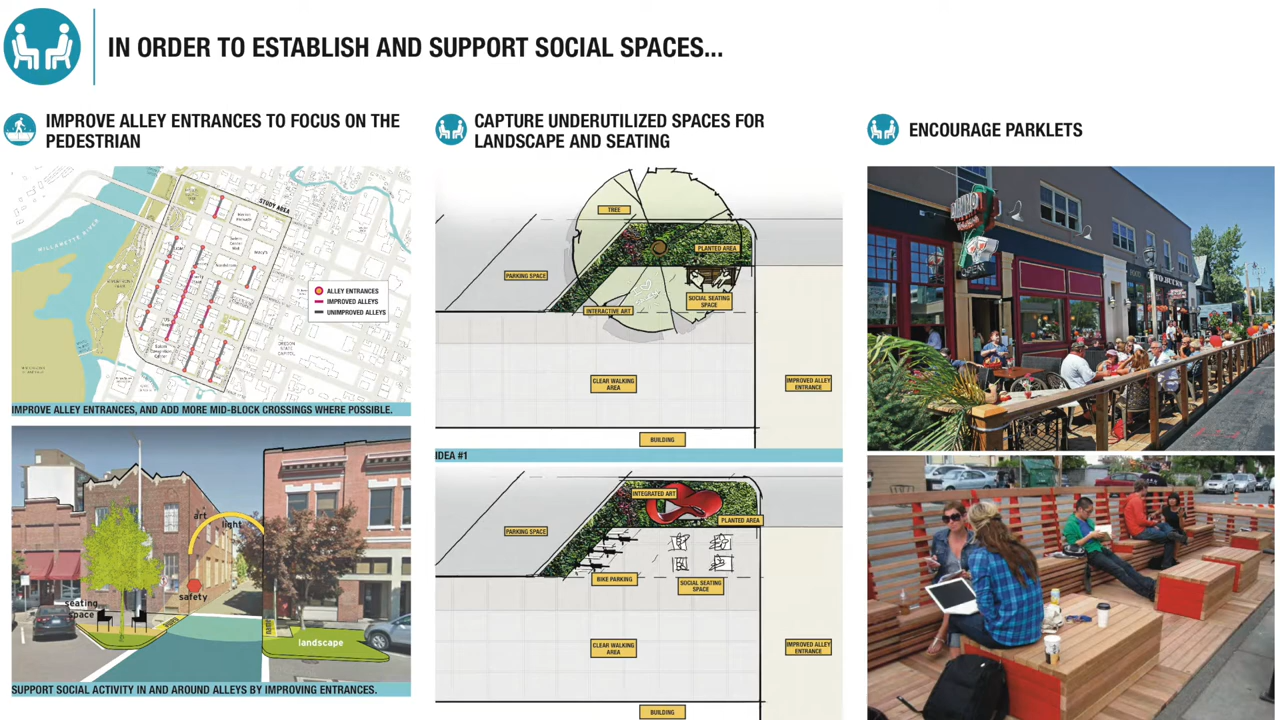 IN ORDER TO ESTABLISH AND SUPPORT SOCIAL SPACES...
IMPROVE ALLEY ENTRANCES TO FOCUS ON THE
PEDESTRIAN
STUDY AREA
WILLAMETTE RIVER
OREGON
STATE
CAPITOL
ALLEY ENTRANCES
IMPROVED ALLEYS
UNIMPROVED ALLEYS
IMPROVE ALLEY ENTRANCES, AND ADD MORE MID-BLOCK CROSSINGS WHERE POSSIBLE.
art
light
safety
seating
space
landscape
SUPPORT SOCIAL ACTIVITY IN AND AROUND ALLEYS BY IMPROVING ENTRANCES.
CAPTURE UNDERUTILIZED SPACES FOR
LANDSCAPE AND SEATING
TREE
PLANTED AREA
PARKING SPACE
SOCIAL SEATING
SPACE
INTERACTIVE ART
CLEAR WALKING
AREA
IMPROVED ALLEY
ENTRANCE
BUILDING
IDEA #1
INTEGRATED ART
PLANTED AREA
PARKING SPACE
BIKE PARKING
SOCIAL SEATING
SPACE
CLEAR WALKING
AREA
IMPROVED ALLEY
ENTRANCE
BUILDING
ENCOURAGE PARKLETS